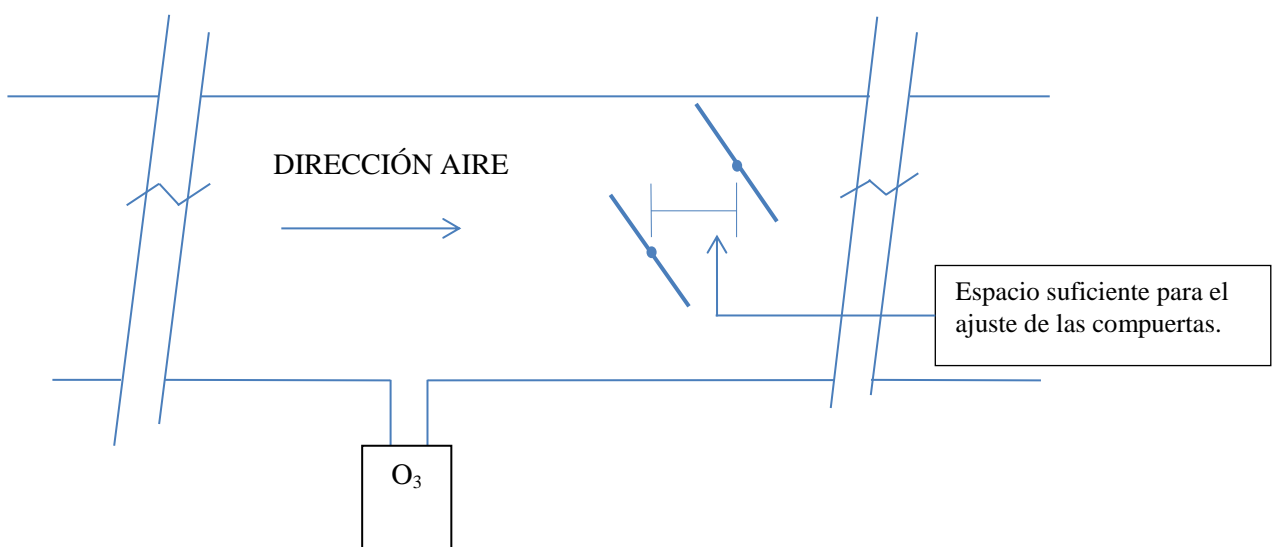 DIRECCIÓN AIRE
Espacio suficiente para el
ajuste de las compuertas.
O₃